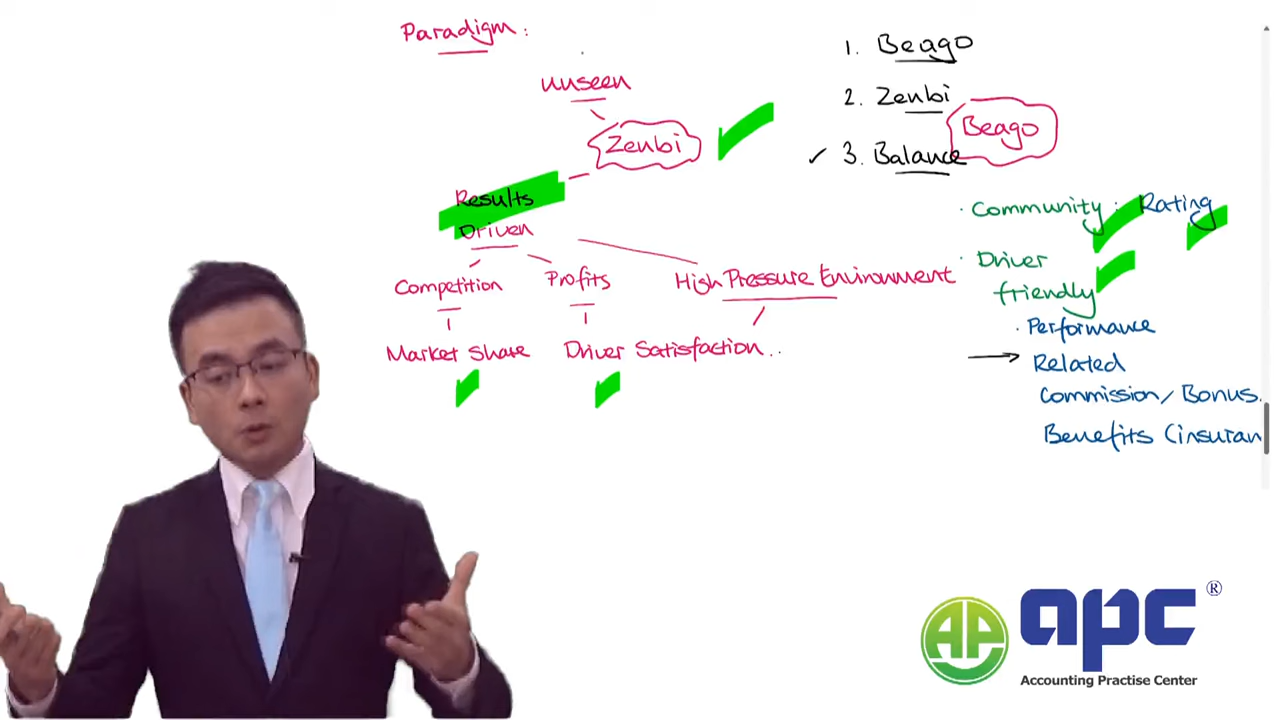 Paradigm:
unseen
Zenbi
Results
Driven
Competition
Profits
High Pressure Environment
Market Share
Driver Satisfaction..
1. Beago
2. Zenbi
Beago
✓ 3. Balance
· Community : Rating
· Driver
friendly
· Performance
→ Related
Commission/Bonus.
Benefits (insuran
AP
apc®
Accounting Practise Center